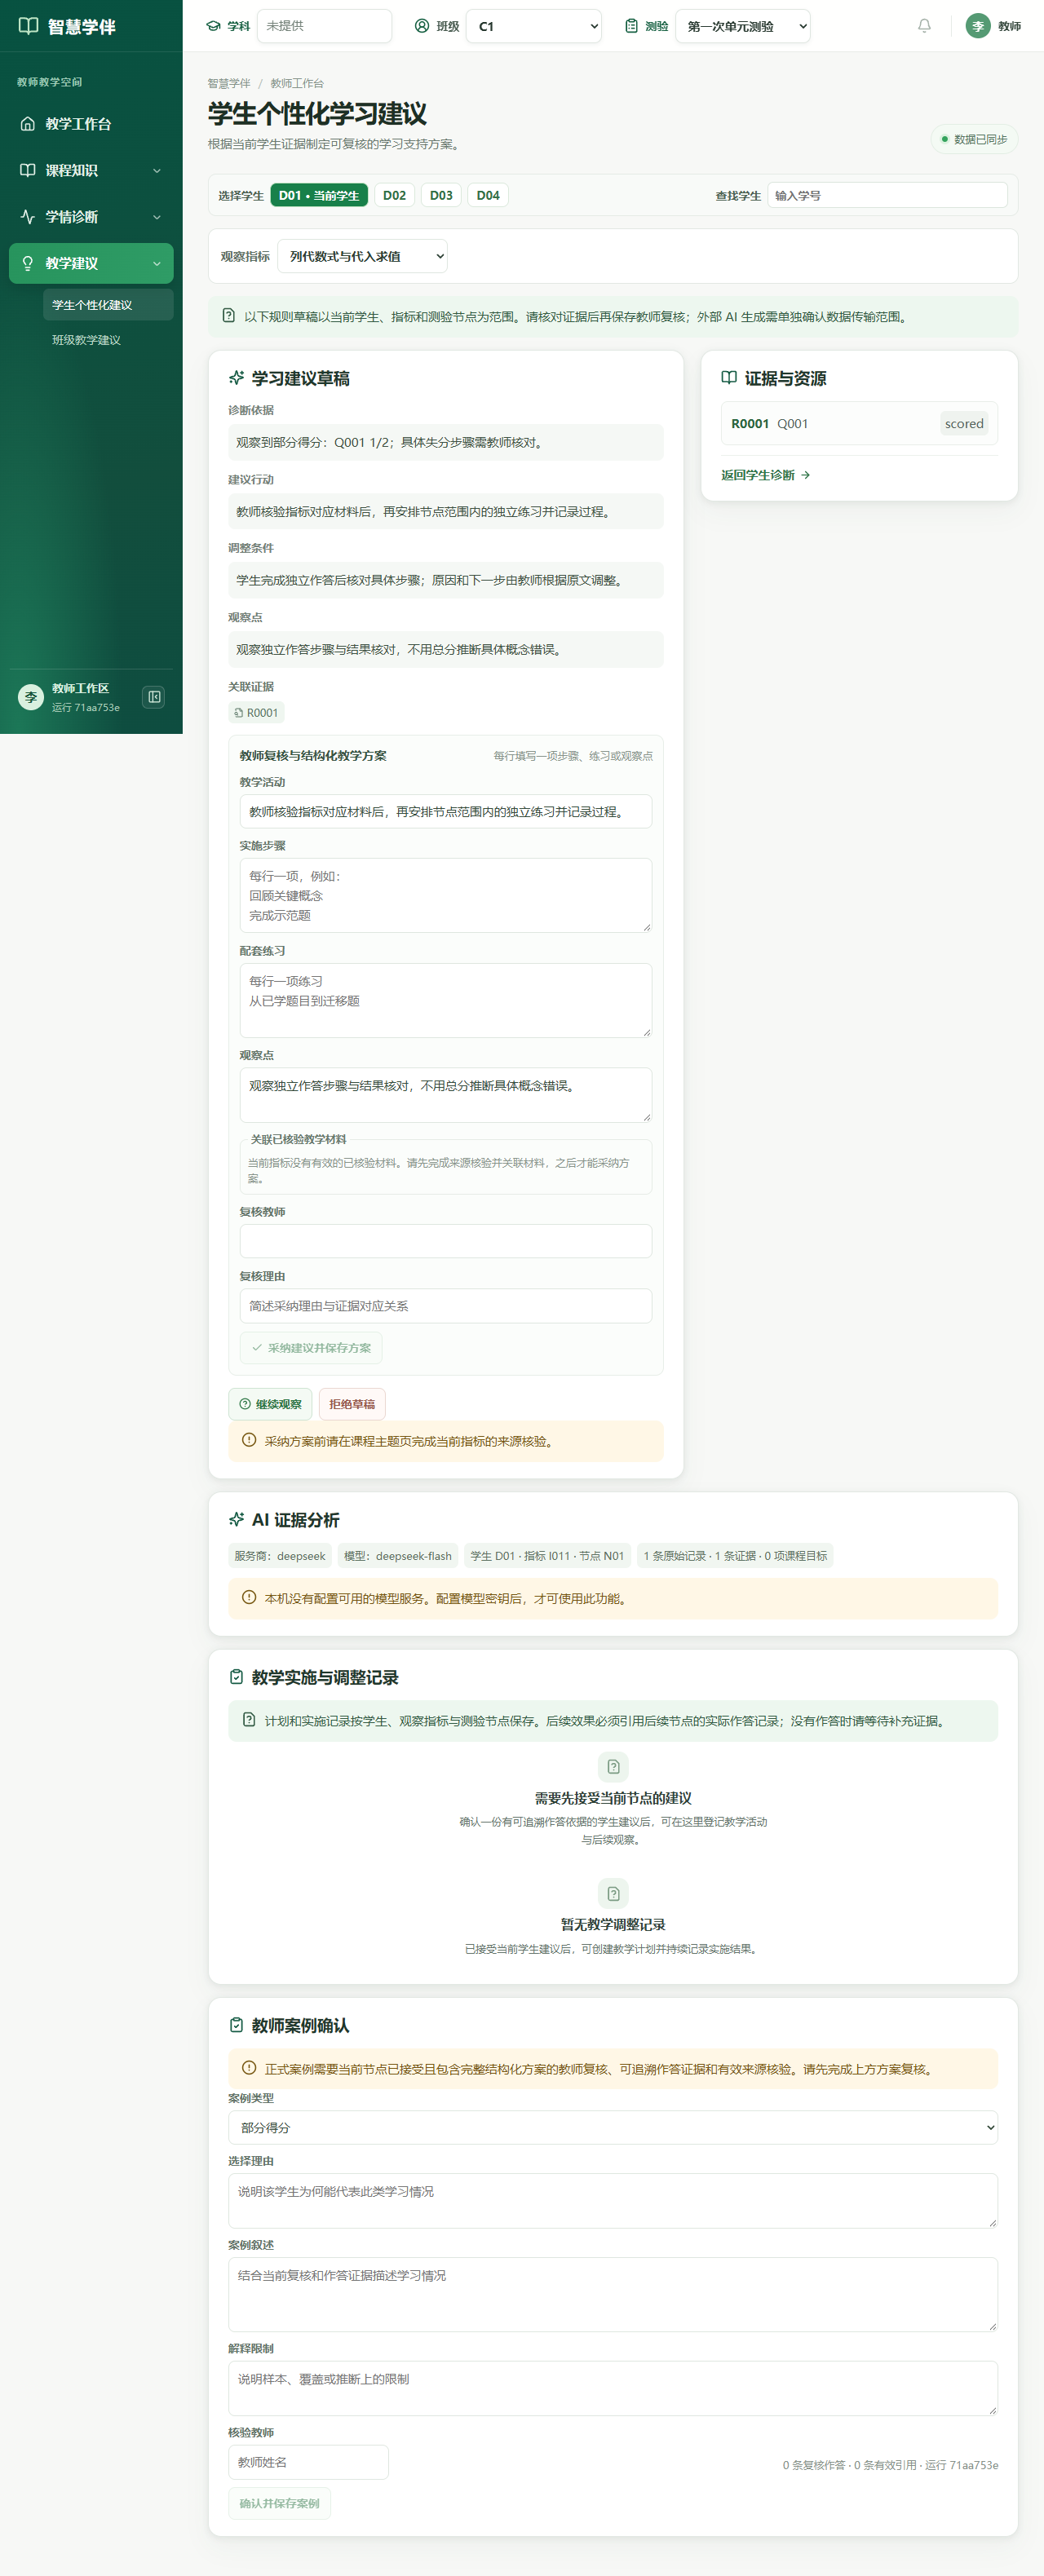 智慧学伴
学科 未提供 班级 C1 测验 第一次单元测验 李 教师
教师教学空间
教学工作台
课程知识
学情诊断
教学建议
学生个性化建议
班级教学建议
李 教师工作区
运行 71aa753e
智慧学伴 / 教师工作台
学生个性化学习建议
根据当前学生证据制定可复核的学习支持方案。
数据已同步
选择学生 D01 • 当前学生 D02 D03 D04 查找学生 输入学号
观察指标 列代数式与代入求值
以下规则草稿以当前学生、指标和测验节点为范围。请核对证据后再保存教师复核；外部 AI 生成需单独确认数据传输范围。
学习建议草稿
诊断依据
观察到部分得分：Q001 1/2；具体失分步骤需教师核对。
建议行动
教师核验指标对应材料后，再安排节点范围内的独立练习并记录过程。
调整条件
学生完成独立作答后核对具体步骤；原因和下一步由教师根据原文调整。
观察点
观察独立作答步骤与结果核对，不用总分推断具体概念错误。
关联证据
R0001
教师复核与结构化教学方案 每行填写一项步骤、练习或观察点
教学活动
教师核验指标对应材料后，再安排节点范围内的独立练习并记录过程。
实施步骤
每行一项，例如：
回顾关键概念
完成示范题
配套练习
每行一项练习
从已学题目到迁移题
观察点
观察独立作答步骤与结果核对，不用总分推断具体概念错误。
关联已核验教学材料
当前指标没有有效的已核验材料。请先完成来源核验并关联材料，之后才能采纳方
案。
复核教师
复核理由
简述采纳理由与证据对应关系
采纳建议并保存方案
继续观察 拒绝草稿
采纳方案前请在课程主题页完成当前指标的来源核验。
证据与资源
R0001 Q001 scored
返回学生诊断 →
AI 证据分析
服务商：deepseek 模型：deepseek-flash 学生 D01 · 指标 I011 · 节点 N01 1 条原始记录 · 1 条证据 · 0 项课程目标
本机没有配置可用的模型服务。配置模型密钥后，才可使用此功能。
教学实施与调整记录
计划和实施记录按学生、观察指标与测验节点保存。后续效果必须引用后续节点的实际作答记录；没有作答时请等待补充证据。
需要先接受当前节点的建议
确认一份有可追溯作答依据的学生建议后，可在这里登记教学活动
与后续观察。
暂无教学调整记录
已接受当前学生建议后，可创建教学计划并持续记录实施结果。
教师案例确认
正式案例需要当前节点已接受且包含完整结构化方案的教师复核、可追溯作答证据和有效来源核验。请先完成上方方案复核。
案例类型
部分得分
选择理由
说明该学生为何能代表此类学习情况
案例叙述
结合当前复核和作答证据描述学习情况
解释限制
说明样本、覆盖或推断上的限制
核验教师
教师姓名 0 条复核作答 · 0 条有效引用 · 运行 71aa753e
确认并保存案例